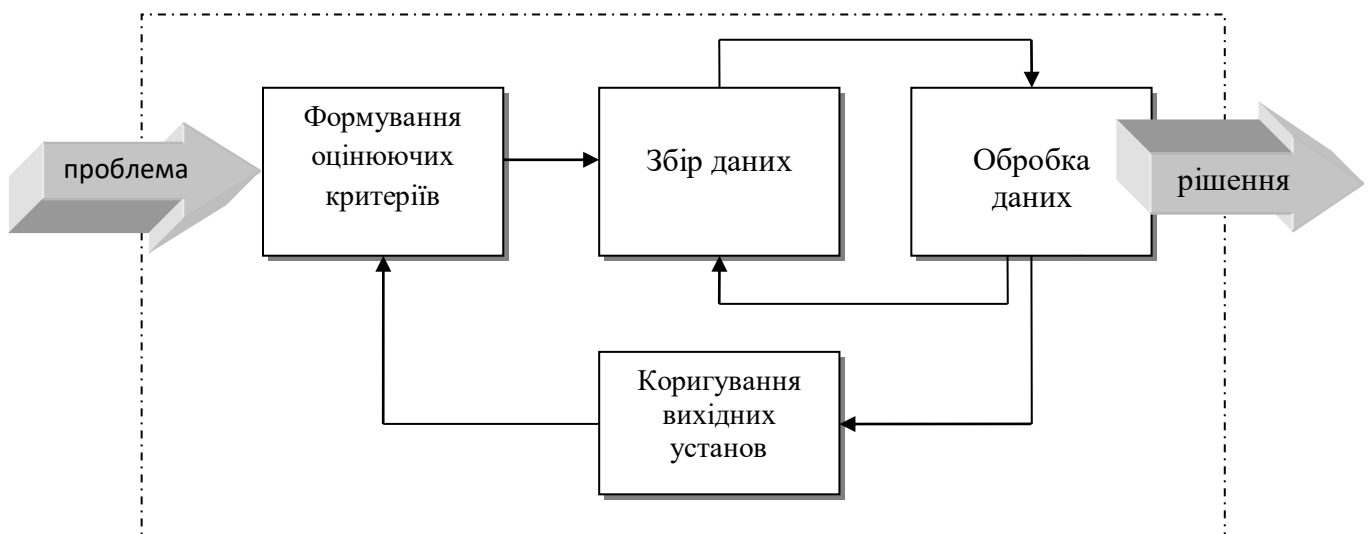 проблема
Формування
оцінюючих
критеріїв
Збір даних
Обробка
даних
рішення
Коригування
вихідних
установ